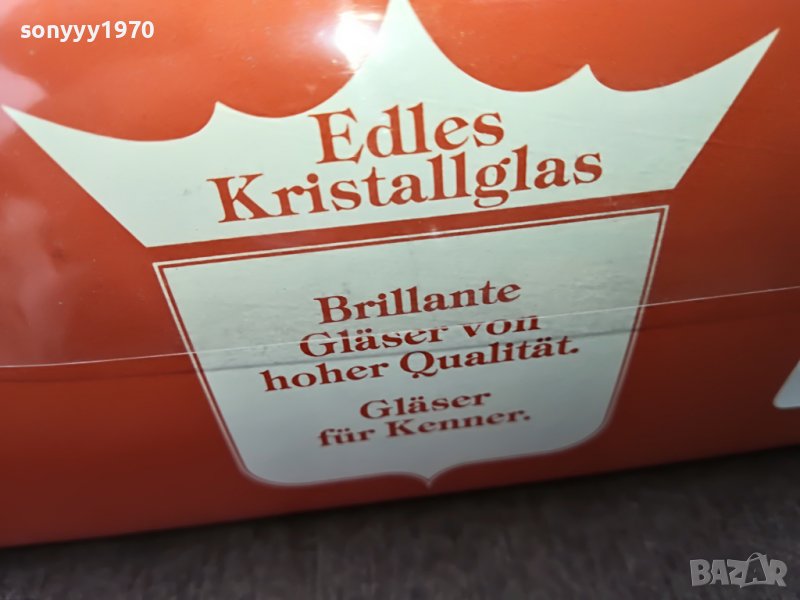 sonyyy1970
Edles
Kristallglas
Brillante
Gläser von
hoher Qualität.
Gläser
für Kenner.
BAZAR